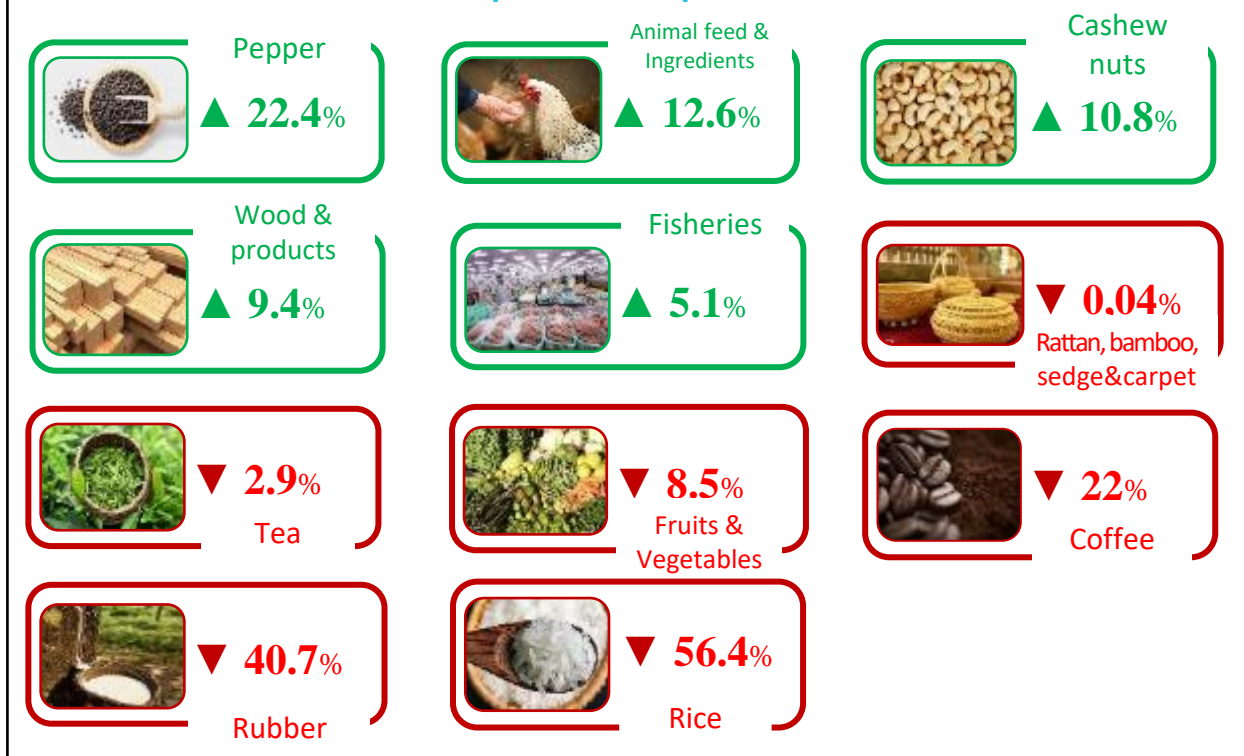 Pepper
▲ 22.4%
Animal feed &
Ingredients
▲ 12.6%
Cashew
nuts
▲ 10.8%
Wood &
products
▲ 9.4%
Fisheries
▲ 5.1%
▼ 0,04%
Rattan, bamboo,
sedge&carpet
▼ 2.9%
Tea
▼ 8.5%
Fruits &
Vegetables
▼ 22%
Coffee
▼ 40.7%
Rubber
▼ 56.4%
Rice